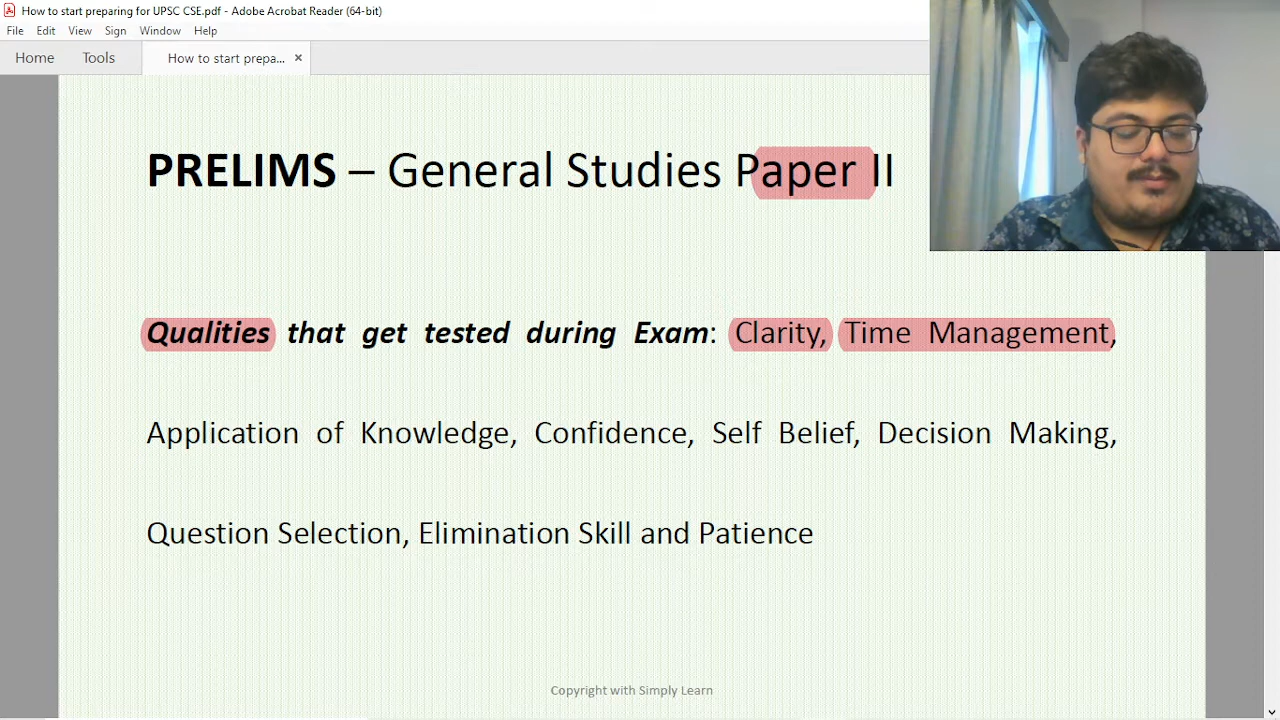 How to start preparing for UPSC CSE.pdf - Adobe Acrobat Reader (64-bit)
File Edit View Sign Window Help
Home Tools How to start prepa... ×
PRELIMS – General Studies Paper II
Qualities that get tested during Exam: Clarity, Time Management,
Application of Knowledge, Confidence, Self Belief, Decision Making,
Question Selection, Elimination Skill and Patience
Copyright with Simply Learn